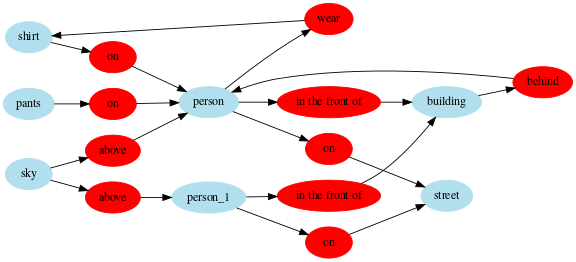 wear
shirt
on
behind
pants
on
person
in the front of
building
above
on
sky
above
person_1
in the front of
street
on